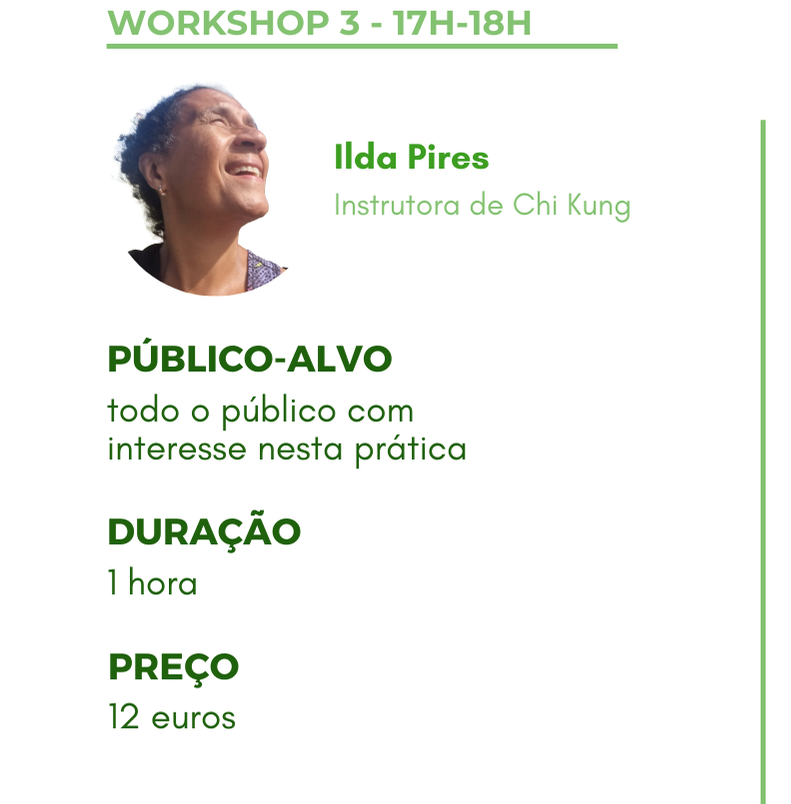 WORKSHOP 3 - 17H-18H
Ilda Pires
Instrutora de Chi Kung
PÚBLICO-ALVO
todo o público com
interesse nesta prática
DURAÇÃO
1 hora
PREÇO
12 euros